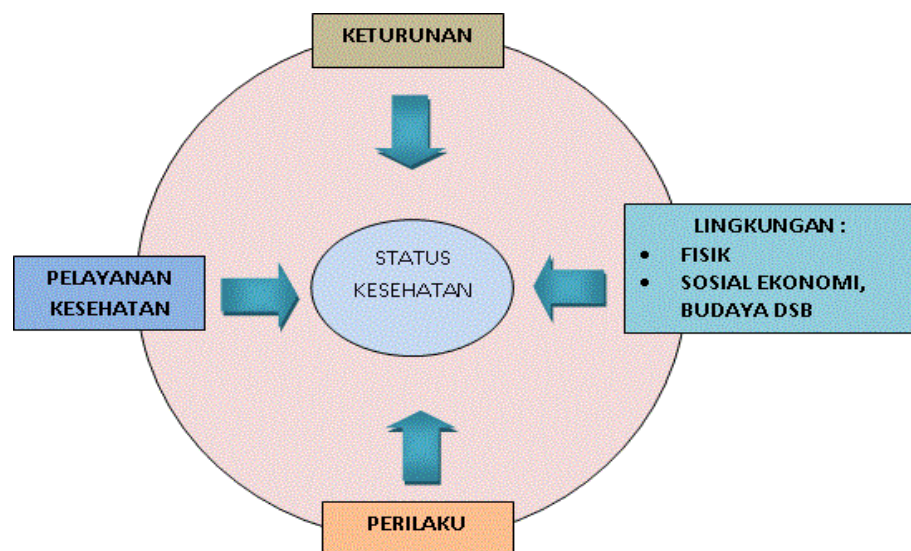 KETURUNAN
STATUS
KESEHATAN
PELAYANAN
KESEHATAN
LINGKUNGAN :
• FISIK
• SOSIAL EKONOMI,
BUDAYA DSB
PERILAKU